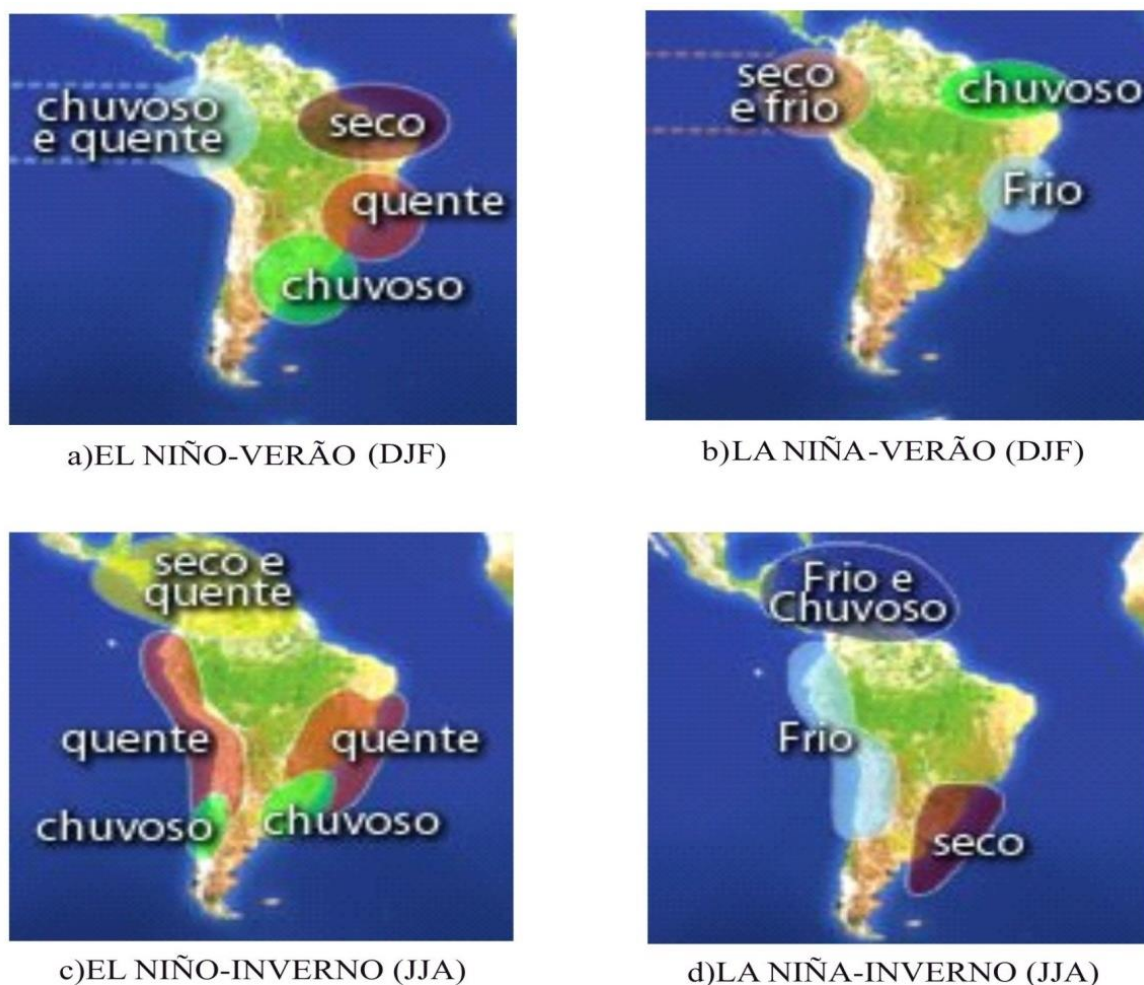 chuvoso
e quente
seco
quente
chuvoso
a)EL NIÑO-VERÃO (DJF)
seco
e frio
chuvoso
Frio
b)LA NIÑA-VERÃO (DJF)
seco e
quente
quente
quente
chuvoso
chuvoso
c)EL NIÑO-INVERNO (JJA)
Frio e
Chuvoso
Frio
seco
d)LA NIÑA-INVERNO (JJA)